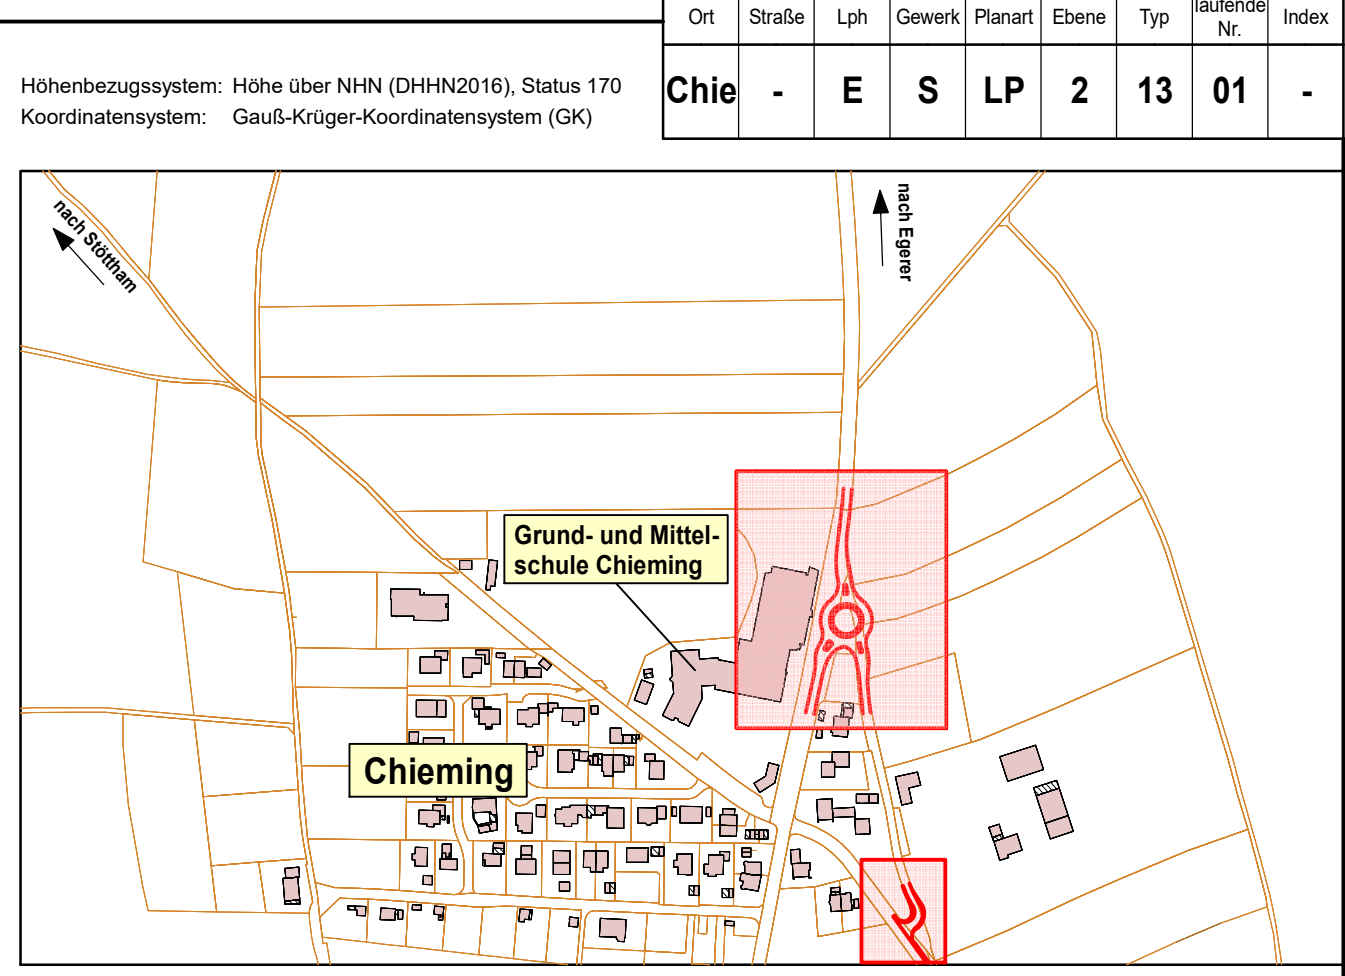 Ort Straße Lph Gewerk Planart Ebene Typ laufende Nr. Index
Chie - E S LP 2 13 01 -
Höhenbezugssystem: Höhe über NHN (DHHN2016), Status 170
Koordinatensystem: Gauß-Krüger-Koordinatensystem (GK)
nach Stöttham
nach Egerer
Grund- und Mittel-
schule Chieming
Chieming